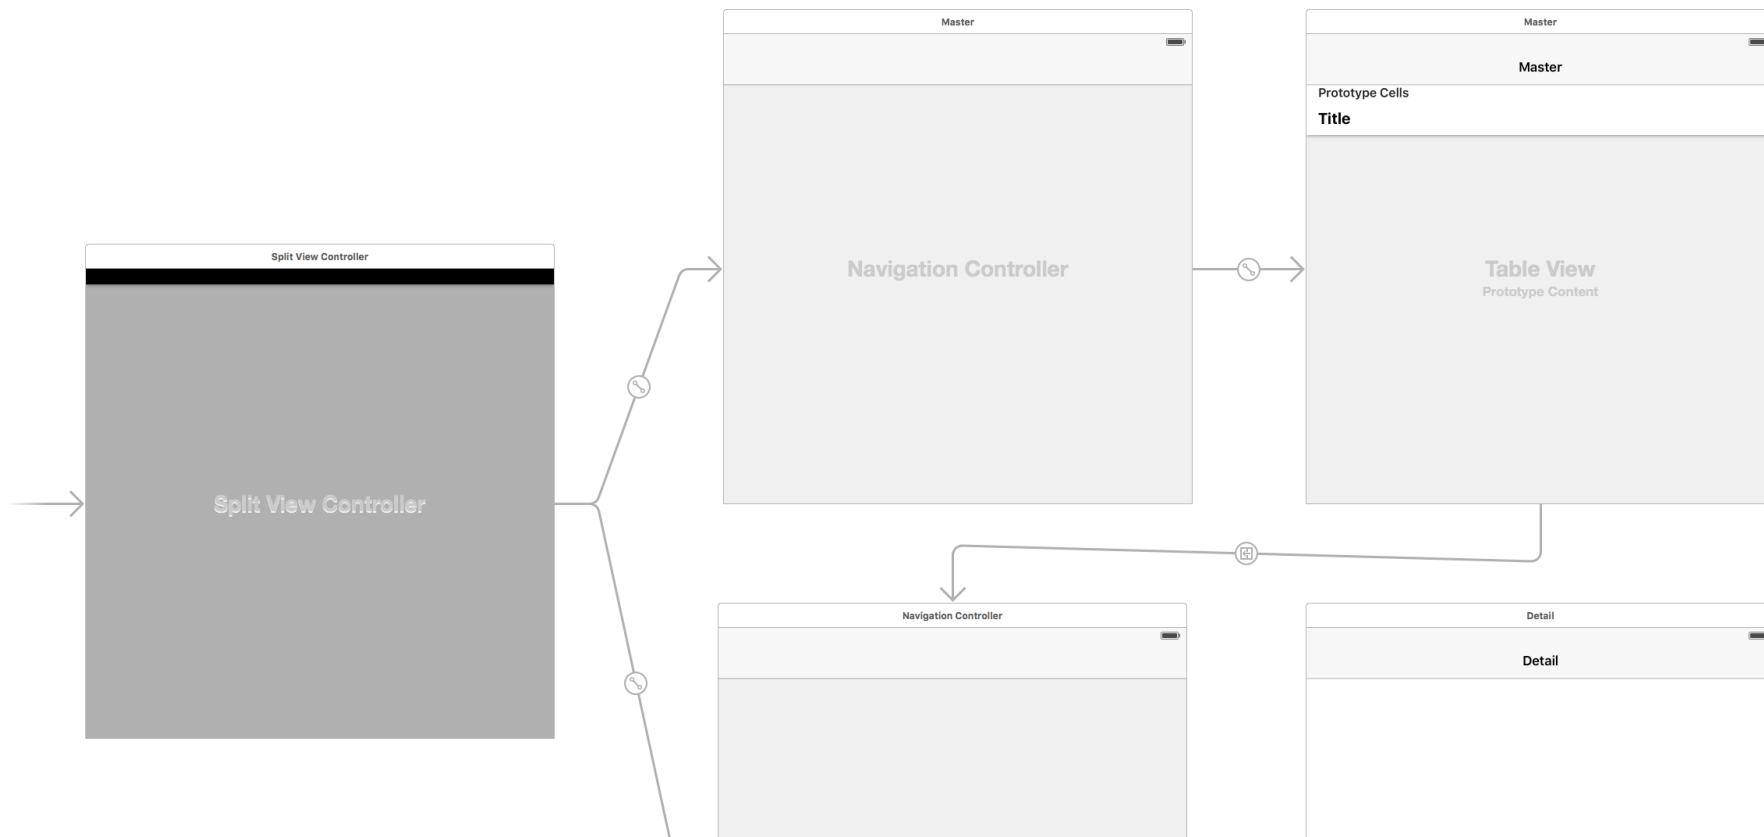 Master
Navigation Controller
Master
Master
Prototype Cells
Title
Table View
Prototype Content
Split View Controller
Split View Controller
Navigation Controller
Detail
Detail